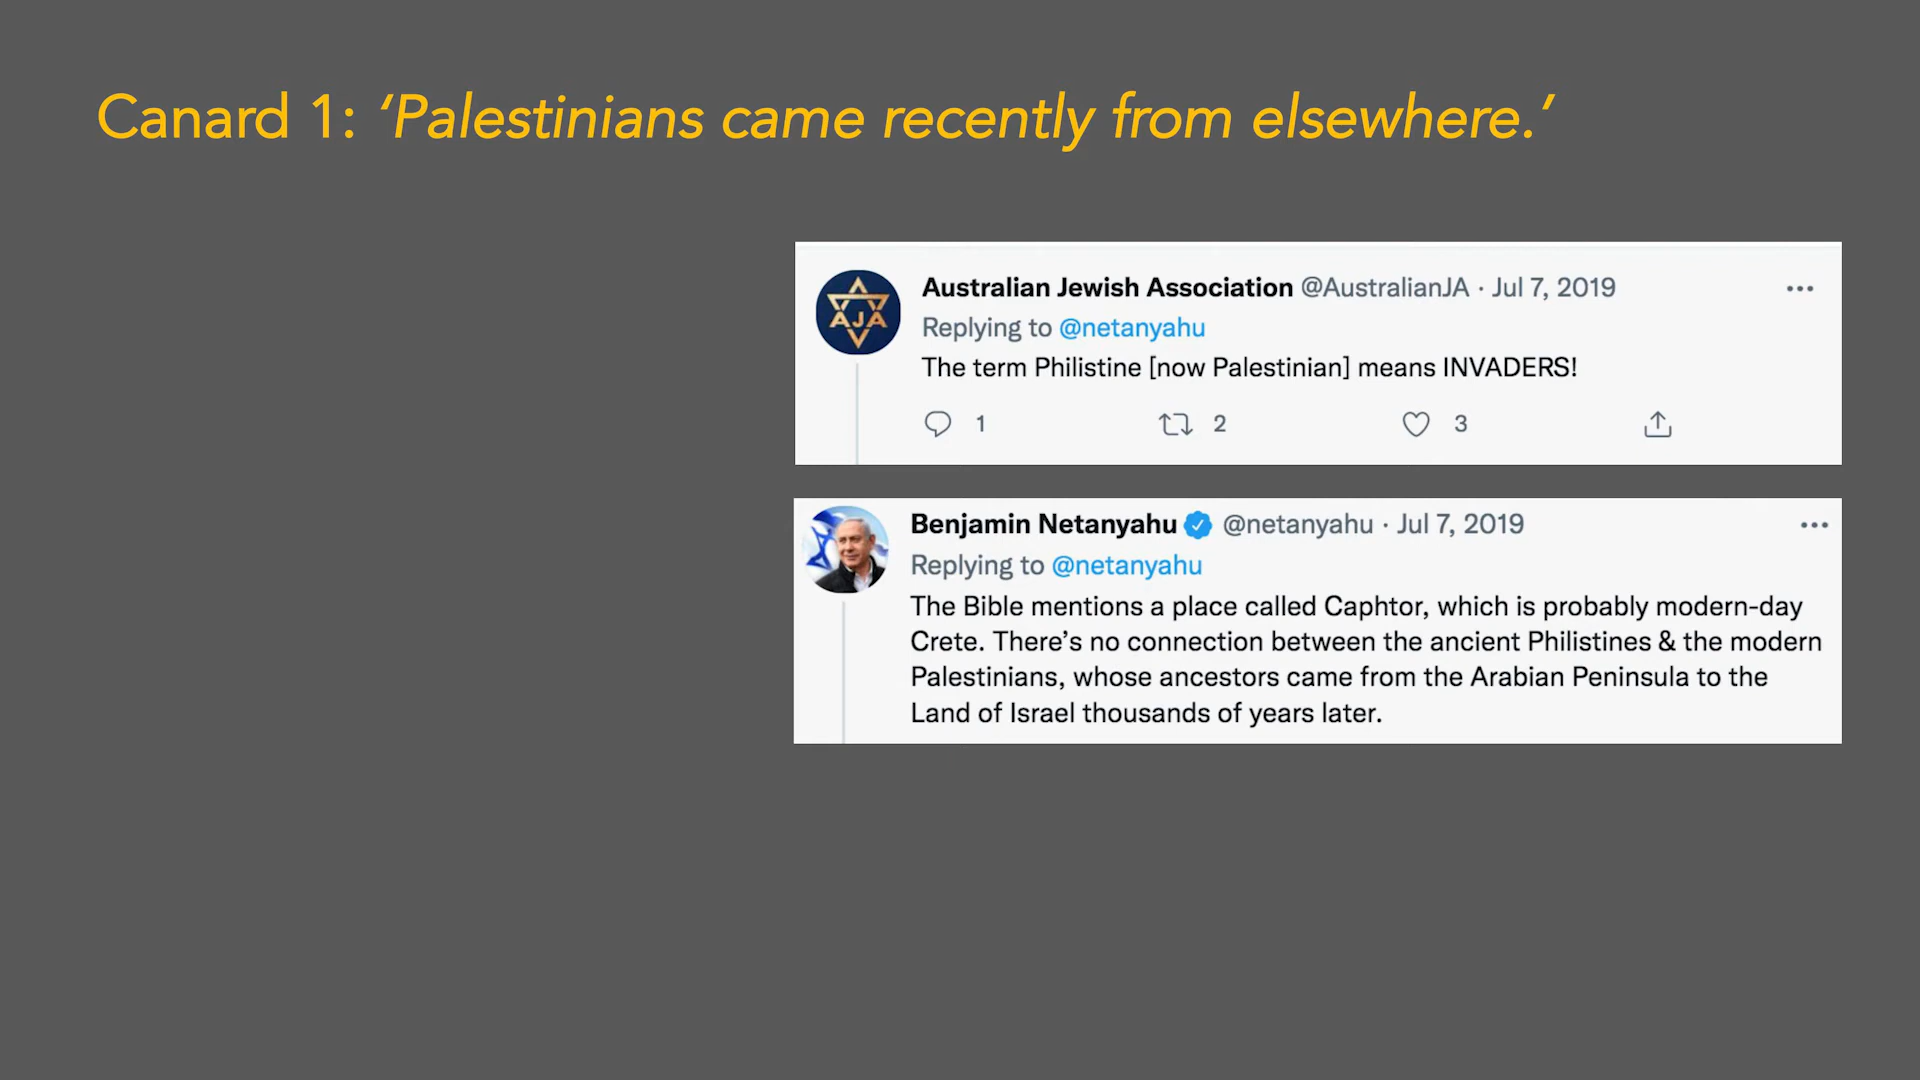 Canard 1: ‘Palestinians came recently from elsewhere.’
Australian Jewish Association @AustralianJA · Jul 7, 2019
AJA
Replying to @netanyahu
The term Philistine [now Palestinian] means INVADERS!
1 2 3
Benjamin Netanyahu @netanyahu · Jul 7, 2019
Replying to @netanyahu
The Bible mentions a place called Caphtor, which is probably modern-day
Crete. There’s no connection between the ancient Philistines & the modern
Palestinians, whose ancestors came from the Arabian Peninsula to the
Land of Israel thousands of years later.